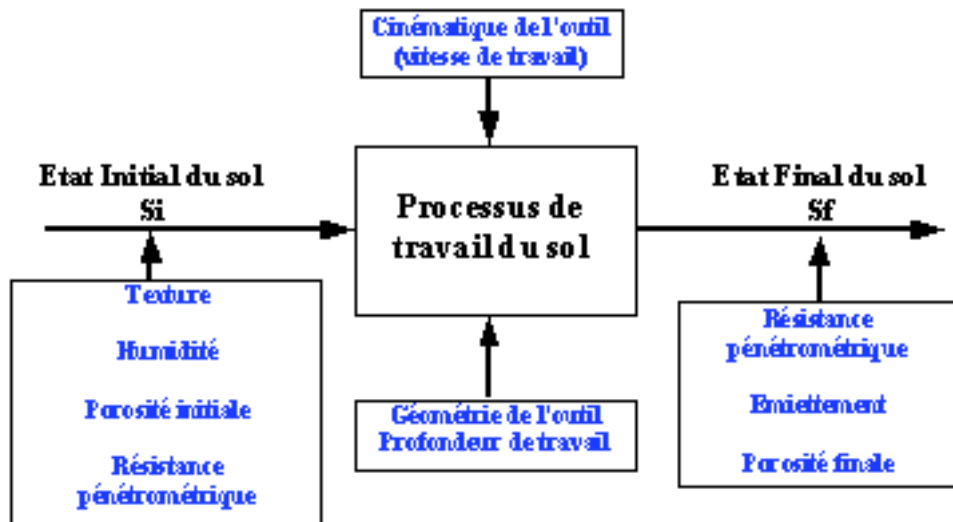 Cinématique de l'outil
(vitesse de travail)
Etat Initial du sol
Si
Processus de
travail du sol
Etat Final du sol
Sf
Texture
Humidité
Porosité initiale
Résistance
pénétrométrique
Géométrie de l'outil
Profondeur de travail
Résistance
pénétrométrique
Emiettement
Porosité finale